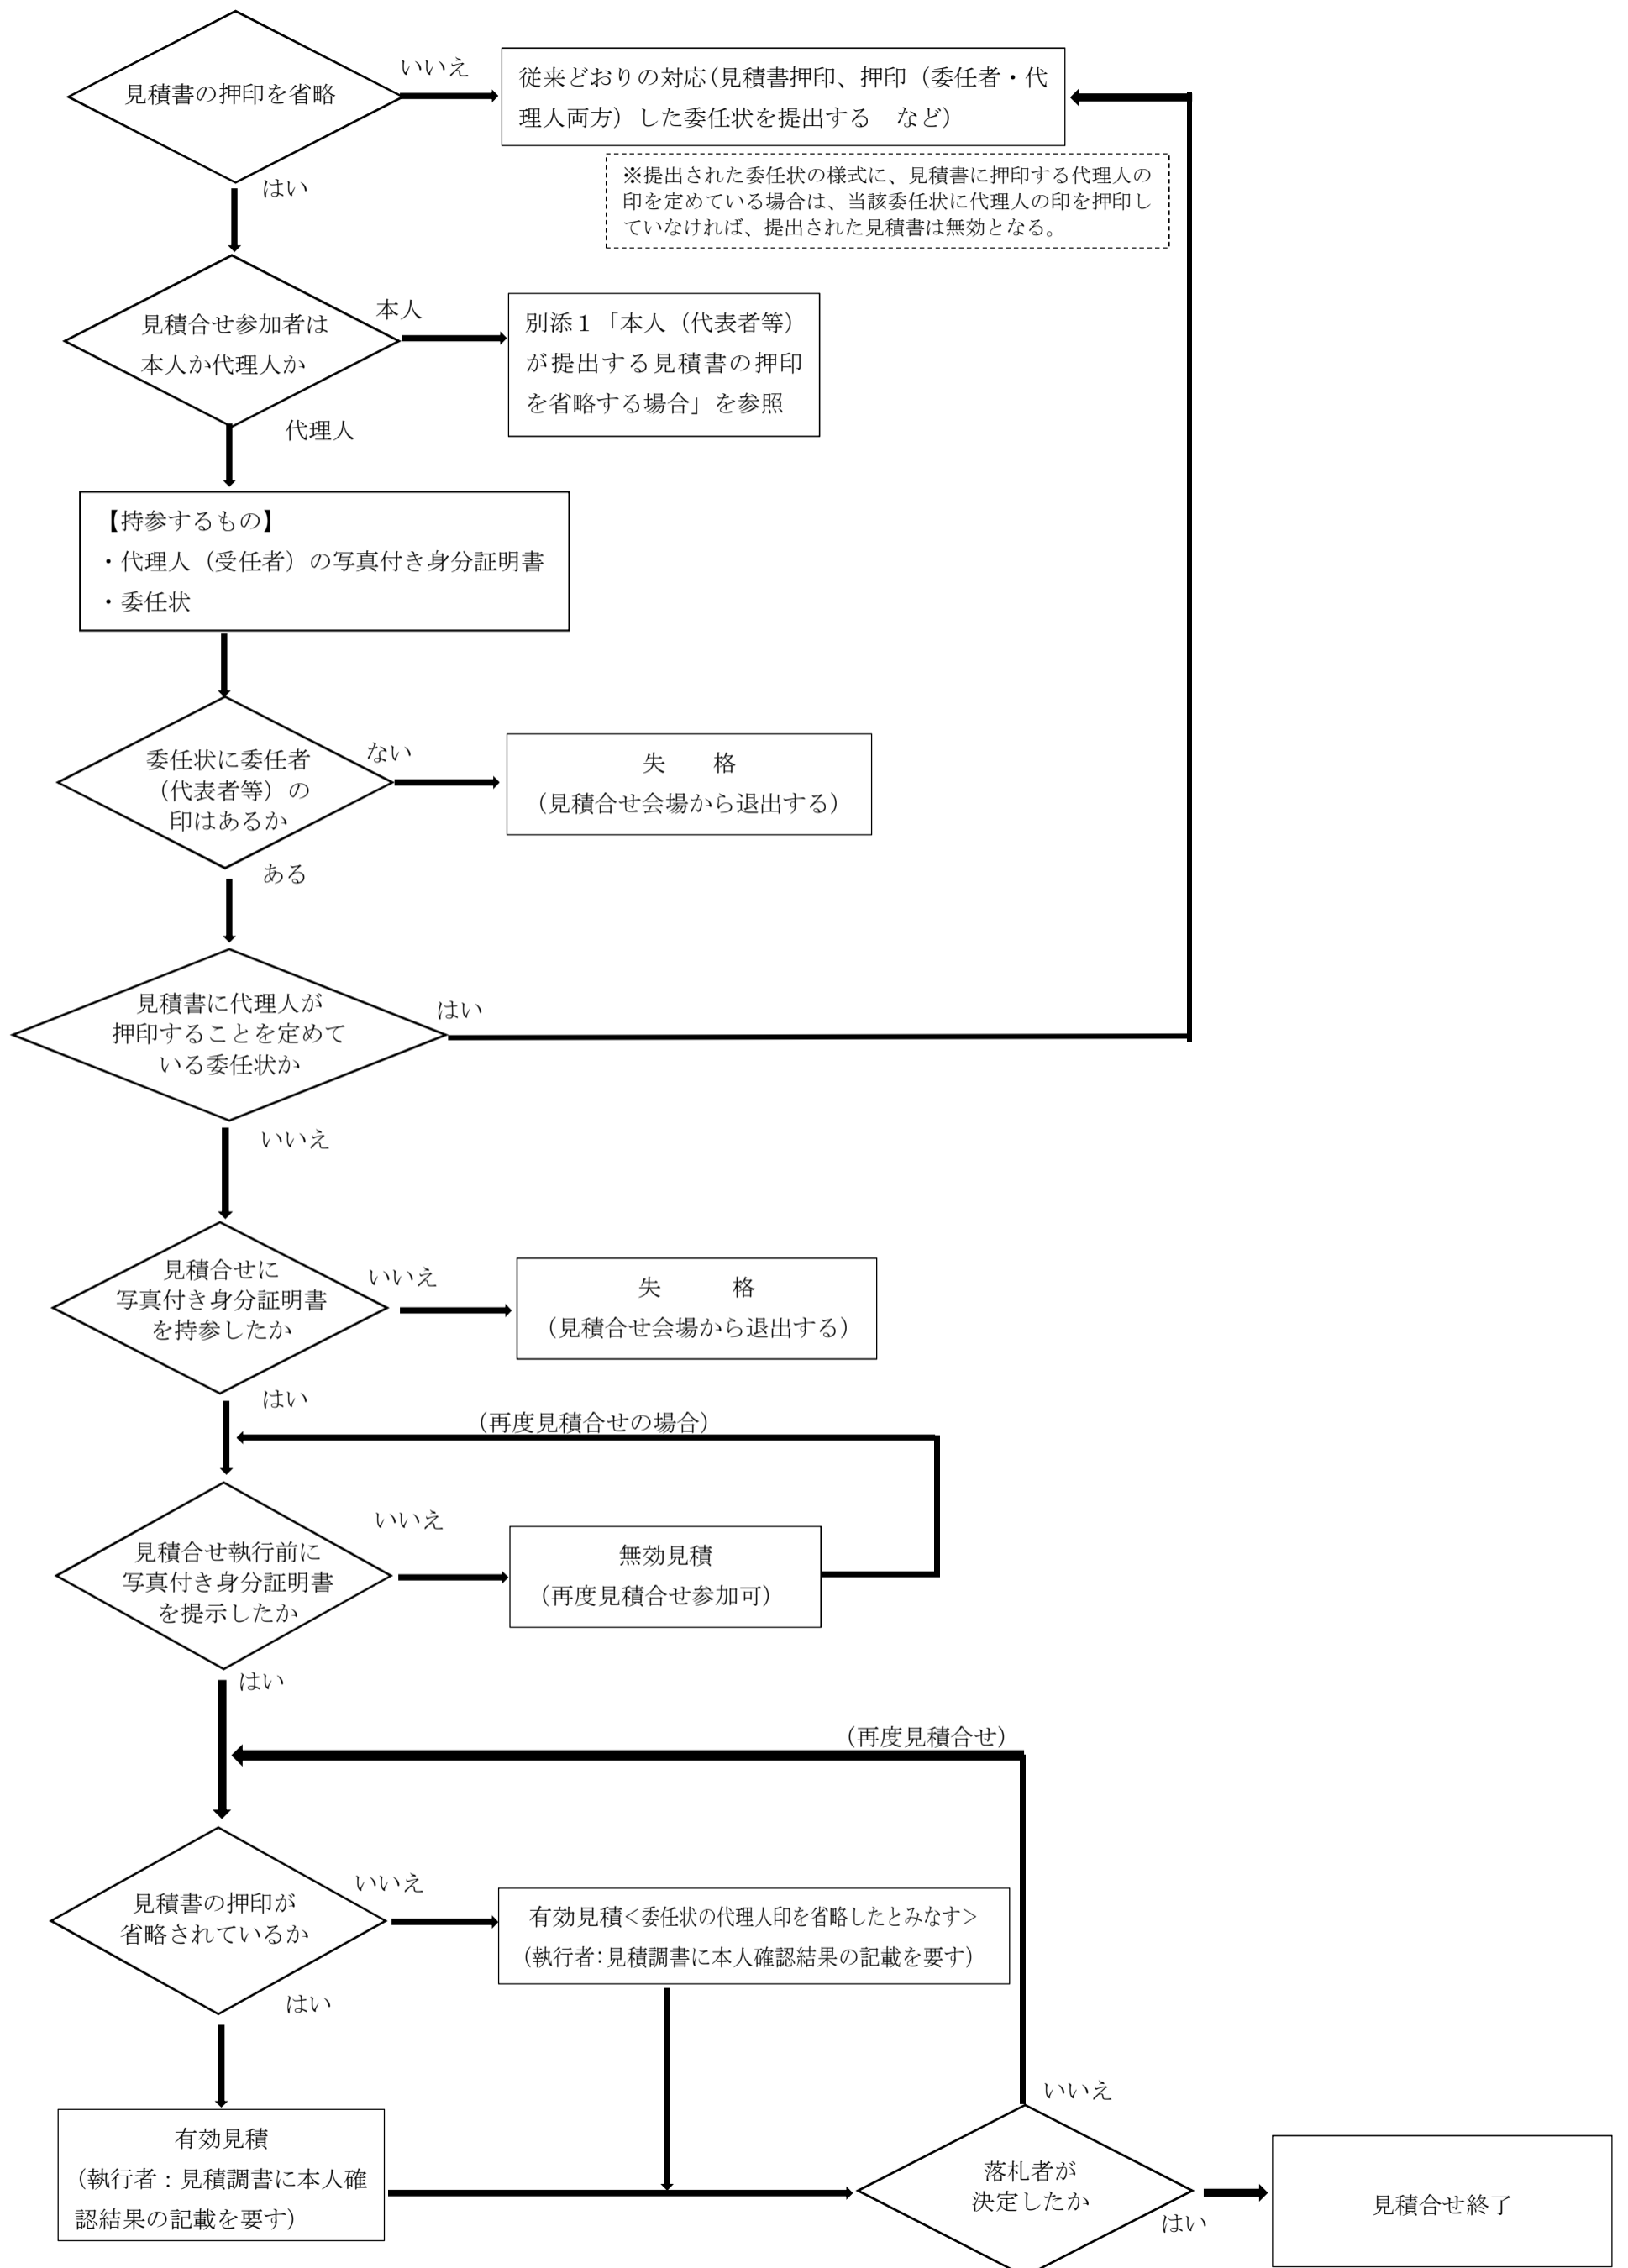 見積書の押印を省略
いいえ
従来どおりの対応(見積書押印、押印（委任者・代
理人両方）した委任状を提出する　など）
※提出された委任状の様式に、見積書に押印する代理人の
印を定めている場合は、当該委任状に代理人の印を押印し
ていなければ、提出された見積書は無効となる。
はい
見積合せ参加者は
本人か代理人か
本人
別添１「本人（代表者等）
が提出する見積書の押印
を省略する場合」を参照
代理人
【持参するもの】
・代理人（受任者）の写真付き身分証明書
・委任状
委任状に委任者
（代表者等）の
印はあるか
ない
失　　格
（見積合せ会場から退出する）
ある
見積書に代理人が
押印することを定めて
いる委任状か
はい
いいえ
見積合せに
写真付き身分証明書
を持参したか
いいえ
失　　　格
（見積合せ会場から退出する）
はい
（再度見積合せの場合）
見積合せ執行前に
写真付き身分証明書
を提示したか
いいえ
無効見積
（再度見積合せ参加可）
はい
（再度見積合せ）
見積書の押印が
省略されているか
いいえ
有効見積＜委任状の代理人印を省略したとみなす＞
（執行者：見積調書に本人確認結果の記載を要す）
はい
有効見積
（執行者：見積調書に本人確
認結果の記載を要す）
いいえ
落札者が
決定したか
はい
見積合せ終了